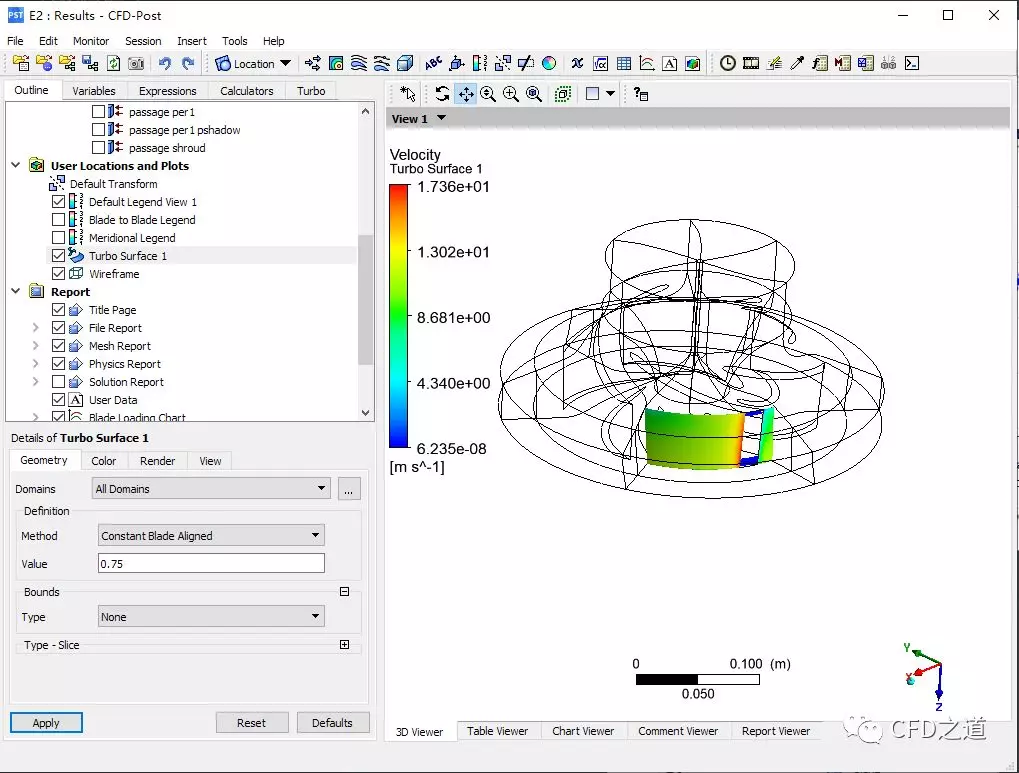 E2 : Results - CFD-Post
File Edit Monitor Session Insert Tools Help
Location
Outline Variables Expressions Calculators Turbo
passage per1
passage per1 pshadow
passage shroud
User Locations and Plots
Default Transform
Default Legend View 1
Blade to Blade Legend
Meridional Legend
Turbo Surface 1
Wireframe
Report
Title Page
File Report
Mesh Report
Physics Report
Solution Report
User Data
Blade Loading Chart
Details of Turbo Surface 1
Geometry Color Render View
Domains All Domains ...
Definition
Method Constant Blade Aligned
Value 0.75
Bounds
Type None
Type - Slice
Apply Reset Defaults
View 1
Velocity
Turbo Surface 1
1.736e+01
1.302e+01
8.681e+00
4.340e+00
6.235e-08
[m s^-1]
0 0.100 (m)
0.050
Y
X
Z
3D Viewer Table Viewer Chart Viewer Comment Viewer Report Viewer
CFD之道